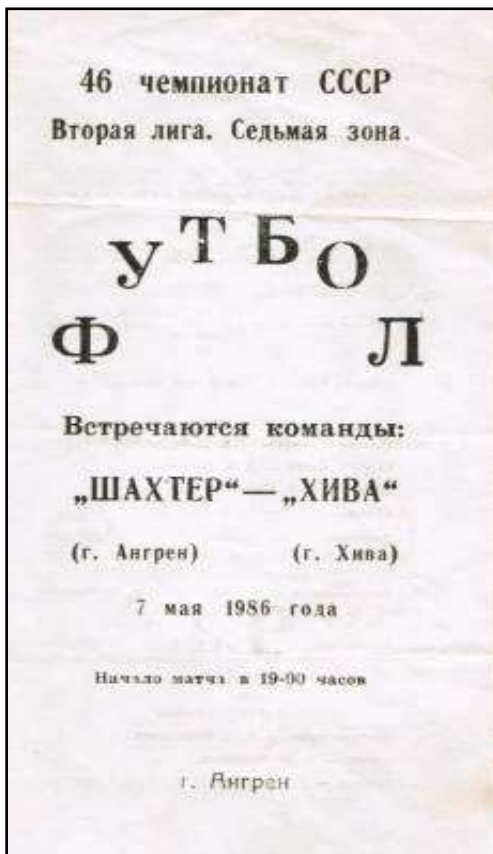 46 чемпионат СССР
Вторая лига. Седьмая зона.
ФУТБОЛ
Встречаются команды:
„ШАХТЕР“ — „ХИВА“
(г. Ангрен) (г. Хива)
7 мая 1986 года
Начало матча в 19-00 часов
г. Ангрен